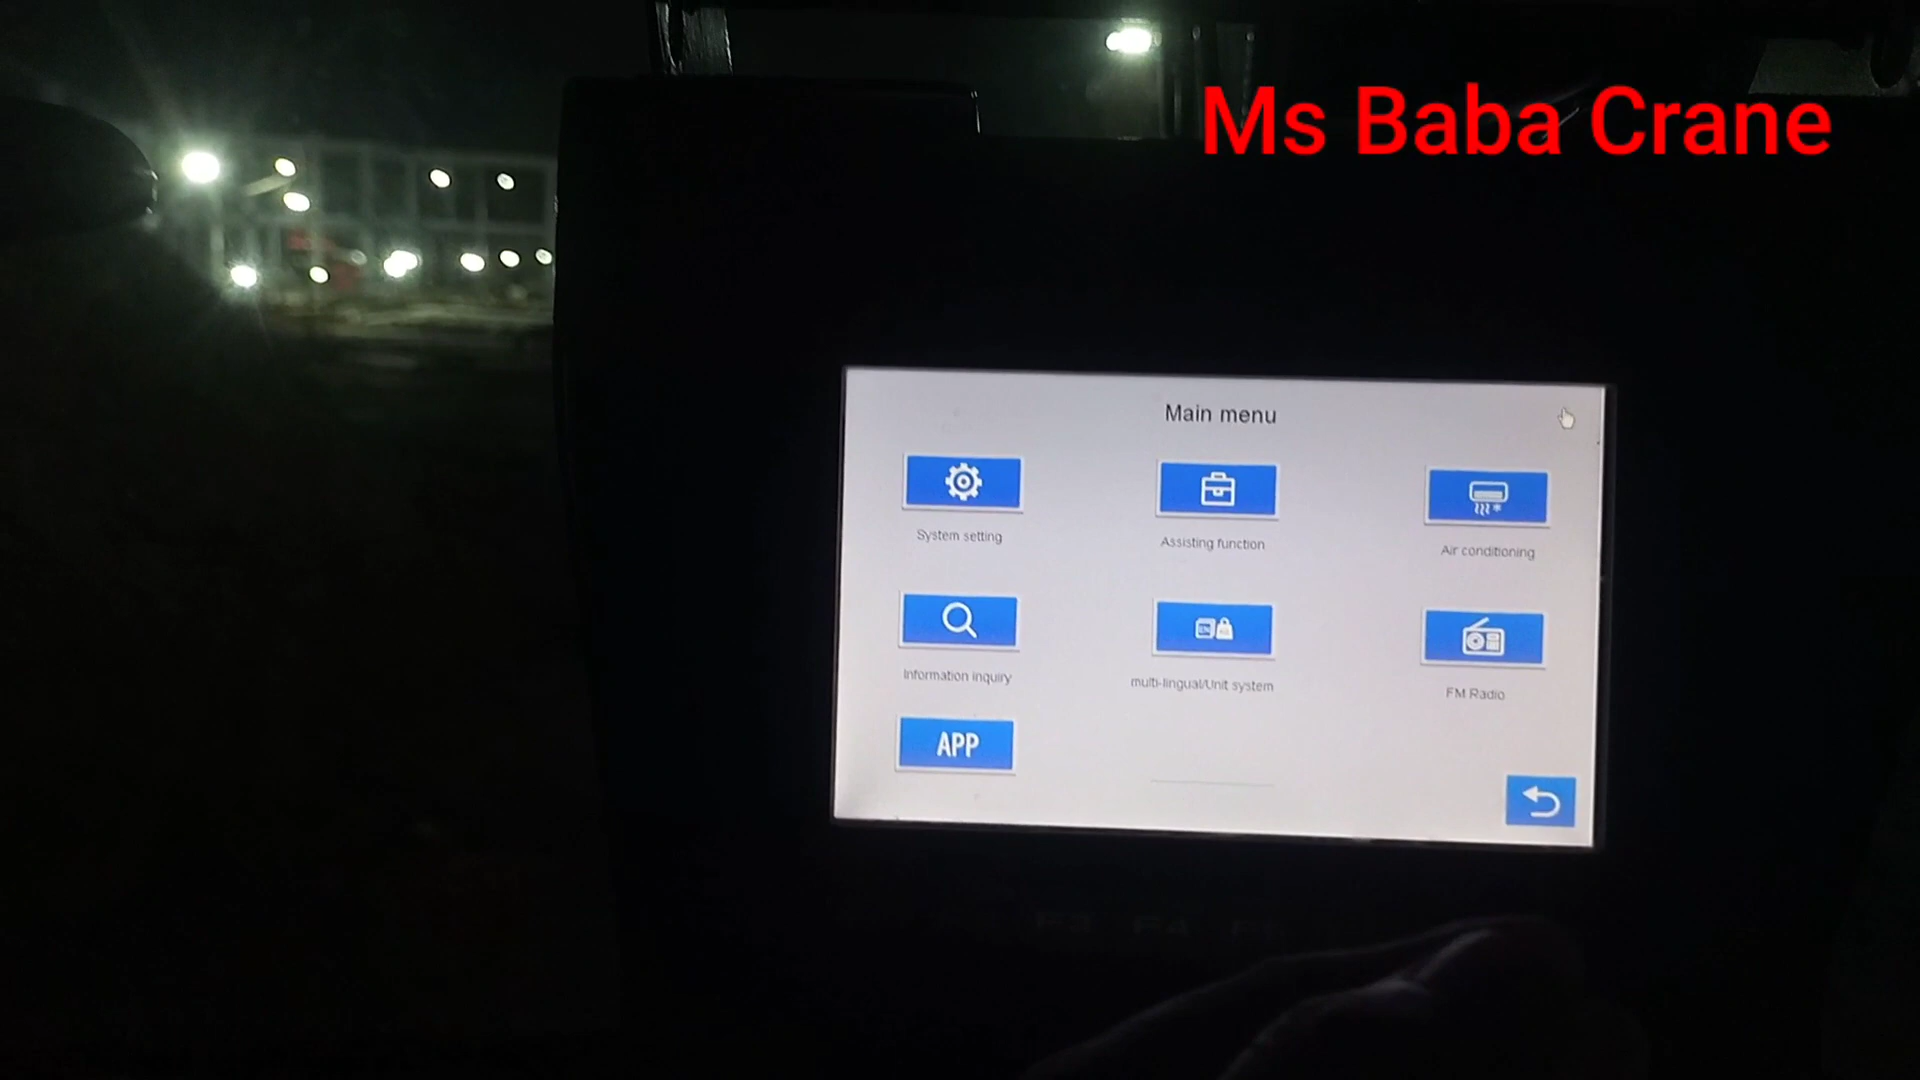 Ms Baba Crane
Main menu
System setting
Assisting function
Air conditioning
Information inquiry
multi-lingual/Unit system
FM Radio
APP